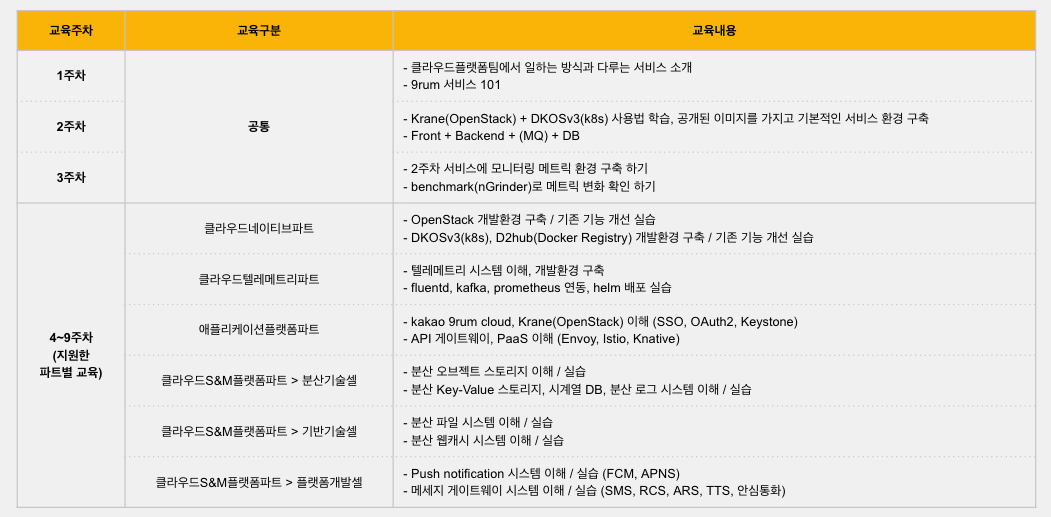 교육주차 교육구분 교육내용
1주차
공통
- 클라우드플랫폼팀에서 일하는 방식과 다루는 서비스 소개
- 9rum 서비스 101
2주차
- Krane(OpenStack) + DKOSv3(k8s) 사용법 학습, 공개된 이미지를 가지고 기본적인 서비스 환경 구축
- Front + Backend + (MQ) + DB
3주차
- 2주차 서비스에 모니터링 메트릭 환경 구축 하기
- benchmark(nGrinder)로 메트릭 변화 확인 하기
4~9주차
(지원한
파트별 교육)
클라우드네이티브파트
- OpenStack 개발환경 구축 / 기존 기능 개선 실습
- DKOSv3(k8s), D2hub(Docker Registry) 개발환경 구축 / 기존 기능 개선 실습
클라우드텔레메트리파트
- 텔레메트리 시스템 이해, 개발환경 구축
- fluentd, kafka, prometheus 연동, helm 배포 실습
애플리케이션플랫폼파트
- kakao 9rum cloud, Krane(OpenStack) 이해 (SSO, OAuth2, Keystone)
- API 게이트웨이, PaaS 이해 (Envoy, Istio, Knative)
클라우드S&M플랫폼파트 > 분산기술셀
- 분산 오브젝트 스토리지 이해 / 실습
- 분산 Key-Value 스토리지, 시계열 DB, 분산 로그 시스템 이해 / 실습
클라우드S&M플랫폼파트 > 기반기술셀
- 분산 파일 시스템 이해 / 실습
- 분산 웹캐시 시스템 이해 / 실습
클라우드S&M플랫폼파트 > 플랫폼개발셀
- Push notification 시스템 이해 / 실습 (FCM, APNS)
- 메세지 게이트웨이 시스템 이해 / 실습 (SMS, RCS, ARS, TTS, 안심통화)